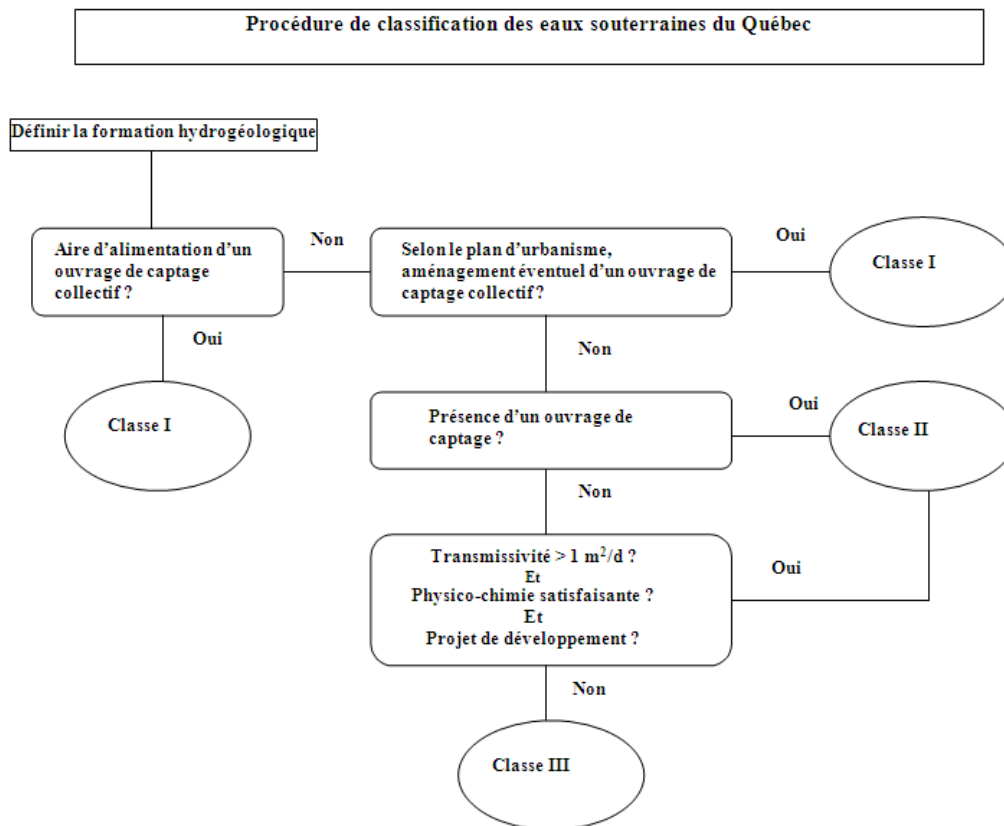 Procédure de classification des eaux souterraines du Québec
Définir la formation hydrogéologique
Aire d'alimentation d'un
ouvrage de captage
collectif ?
Non
Selon le plan d'urbanisme,
aménagement éventuel d'un ouvrage de
captage collectif ?
Oui
Classe I
Oui
Non
Classe I
Présence d'un ouvrage de
captage ?
Oui
Classe II
Non
Transmissivité > 1 m²/d ?
Et
Physico-chimie satisfaisante ?
Et
Projet de développement ?
Oui
Non
Classe III